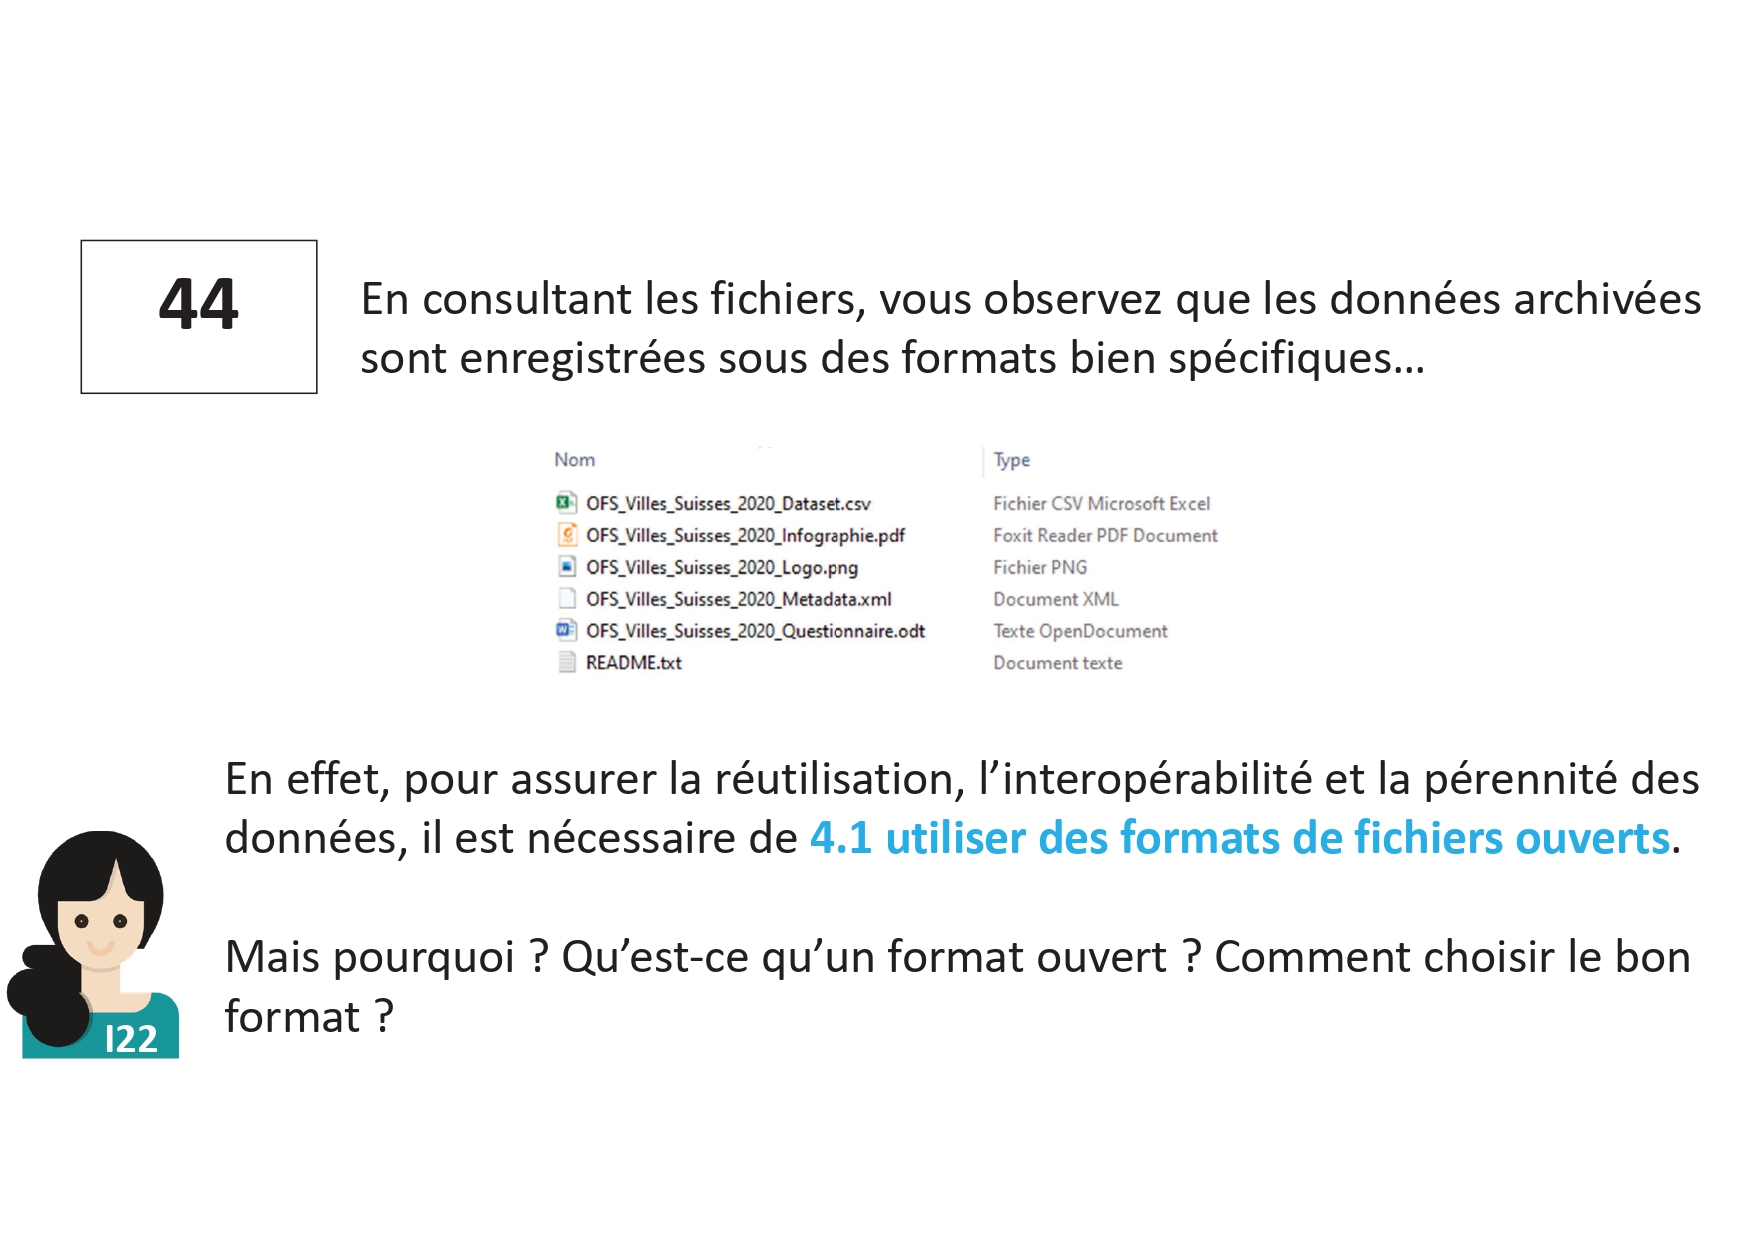 44
En consultant les fichiers, vous observez que les données archivées
sont enregistrées sous des formats bien spécifiques...
Nom Type
OFS_Villes_Suisses_2020_Dataset.csv Fichier CSV Microsoft Excel
OFS_Villes_Suisses_2020_Infographie.pdf Foxit Reader PDF Document
OFS_Villes_Suisses_2020_Logo.png Fichier PNG
OFS_Villes_Suisses_2020_Metadata.xml Document XML
OFS_Villes_Suisses_2020_Questionnaire.odt Texte OpenDocument
README.txt Document texte
En effet, pour assurer la réutilisation, l’interopérabilité et la pérennité des
données, il est nécessaire de 4.1 utiliser des formats de fichiers ouverts.
Mais pourquoi ? Qu’est-ce qu’un format ouvert ? Comment choisir le bon
format ?
I22